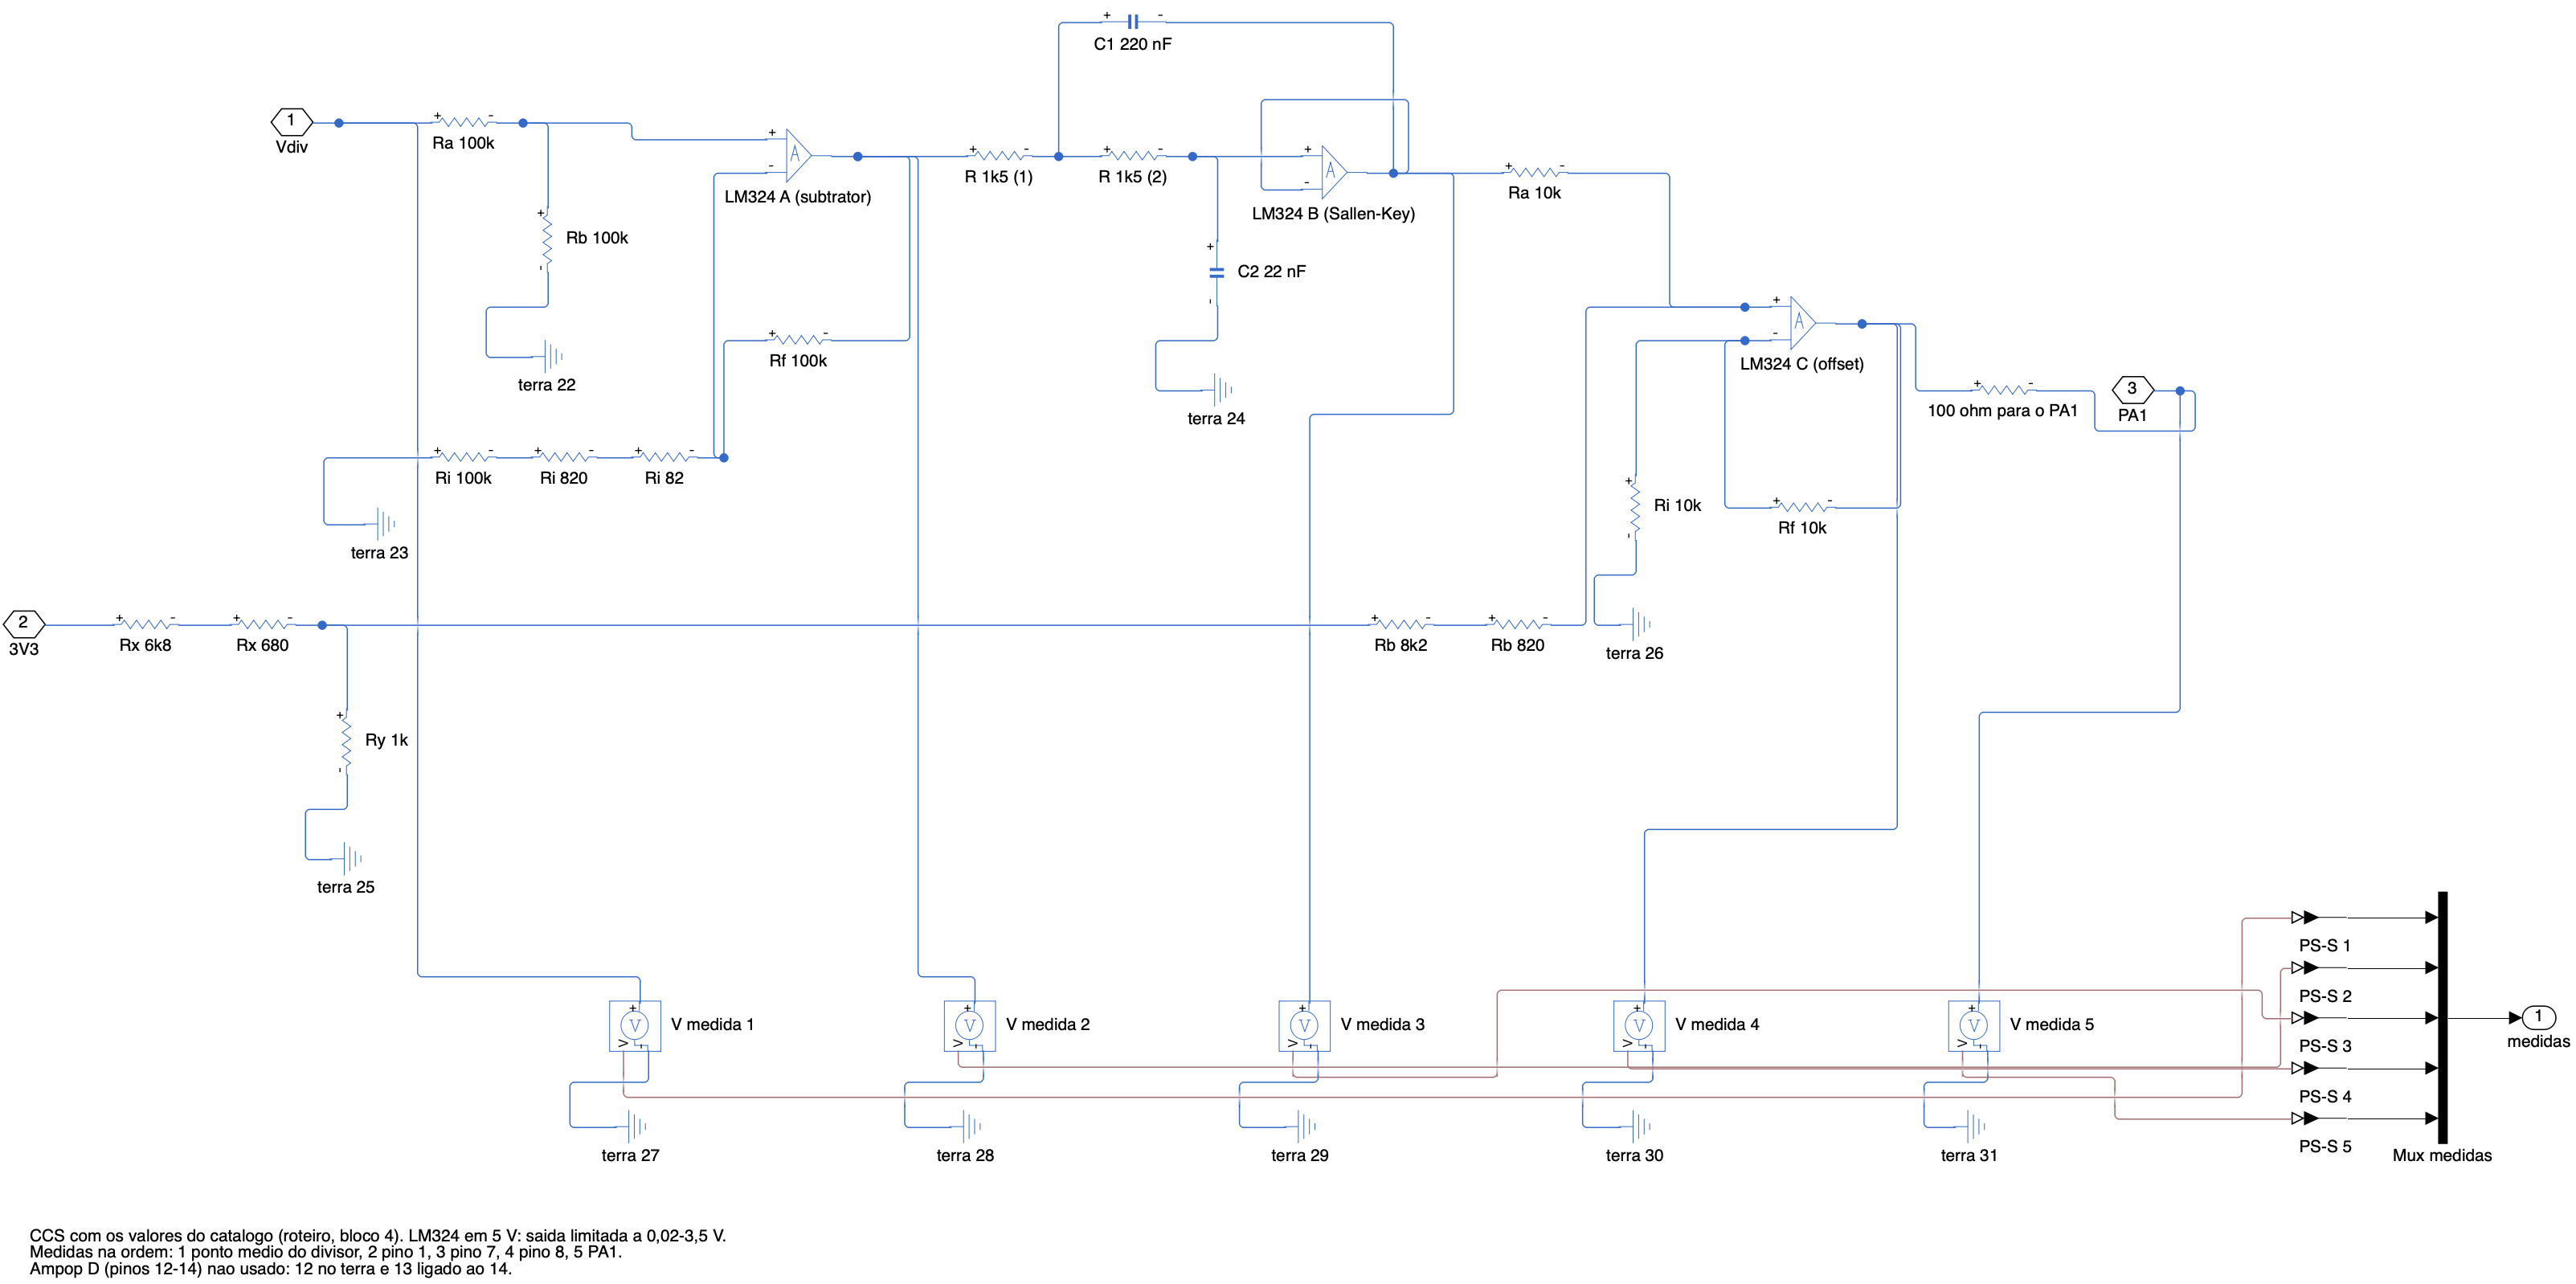 C1 220 nF
1
Vdiv
Ra 100k
LM324 A (subtrator)
R 1k5 (1)
R 1k5 (2)
LM324 B (Sallen-Key)
Ra 10k
Rb 100k
C2 22 nF
terra 22
Rf 100k
terra 24
LM324 C (offset)
100 ohm para o PA1
3
PA1
Ri 100k
Ri 820
Ri 82
terra 23
Ri 10k
Rf 10k
2
3V3
Rx 6k8
Rx 680
Rb 8k2
Rb 820
terra 26
Ry 1k
terra 25
V medida 1
V medida 2
V medida 3
V medida 4
V medida 5
PS-S 1
PS-S 2
PS-S 3
PS-S 4
PS-S 5
1
medidas
Mux medidas
terra 27
terra 28
terra 29
terra 30
terra 31
CCS com os valores do catalogo (roteiro, bloco 4). LM324 em 5 V: saida limitada a 0,02-3,5 V.
Medidas na ordem: 1 ponto medio do divisor, 2 pino 1, 3 pino 7, 4 pino 8, 5 PA1.
Ampop D (pinos 12-14) nao usado: 12 no terra e 13 ligado ao 14.